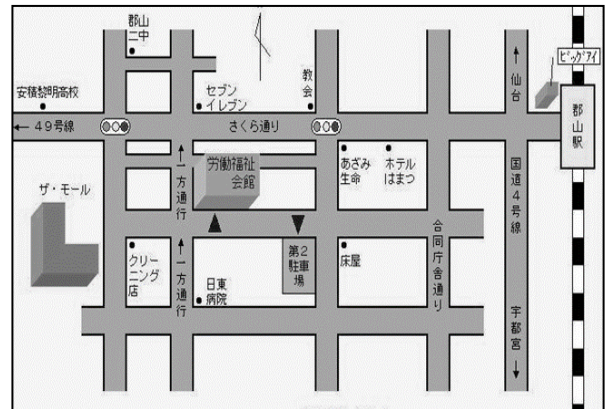 郡山
二中
ビッグアイ
↑仙台
安積黎明高校
セブン
イレブン
教会
← 49号線
さくら通り
郡山駅
↑一方通行
労働福祉
会館
あざみ
生命
ホテル
はまつ
国道4号線
ザ・モール
合同庁舎通り
クリー
ニング
店
↑一方通行
日東
病院
第2
駐車
場
床屋
宇都宮↓